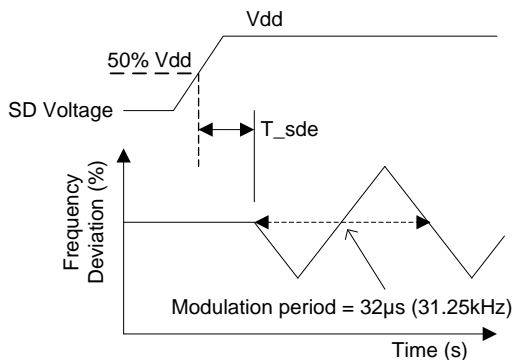 Vdd
50% Vdd
SD Voltage
T_sde
Frequency
Deviation (%)
Modulation period = 32µs (31.25kHz)
Time (s)